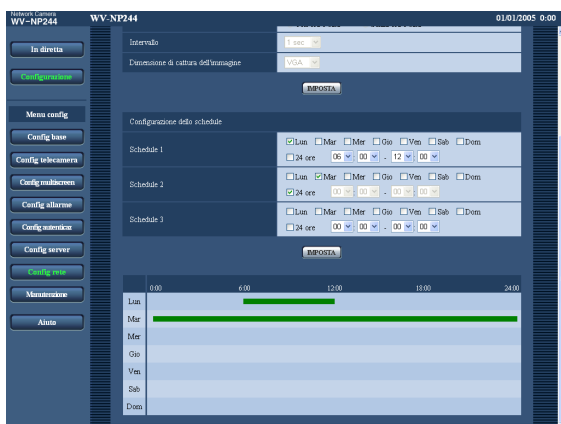 Network Camera
WV-NP244
WV-NP244
01/01/2005 0:00
In diretta
Configurazione
Menu config
Config base
Config telecamera
Config multiscreen
Config allarme
Config autenticaz
Config server
Config rete
Manutenzione
Aiuto
Intervallo
1 sec
Dimensione di cattura dell'immagine
VGA
IMPOSTA
Configurazione dello schedule
Schedule 1
Lun Mar Mer Gio Ven Sab Dom
24 ore 06 : 00 - 12 : 00
Schedule 2
Lun Mar Mer Gio Ven Sab Dom
24 ore 00 : 00 - 00 : 00
Schedule 3
Lun Mar Mer Gio Ven Sab Dom
24 ore 00 : 00 - 00 : 00
IMPOSTA
0:00 6:00 12:00 18:00 24:00
Lun
Mar
Mer
Gio
Ven
Sab
Dom